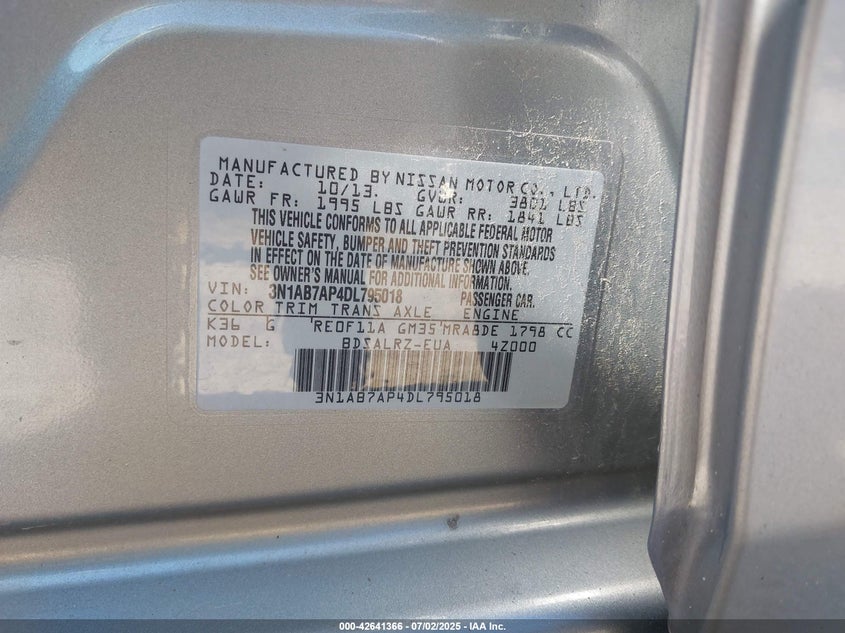 MANUFACTURED BY NISSAN MOTOR CO., LTD.
DATE: 10/13. GVWR: 3801 LBS
GAWR FR: 1995 LBS GAWR RR: 1841 LBS
THIS VEHICLE CONFORMS TO ALL APPLICABLE FEDERAL MOTOR
VEHICLE SAFETY, BUMPER AND THEFT PREVENTION STANDARDS
IN EFFECT ON THE DATE OF MANUFACTURE SHOWN ABOVE.
SEE OWNER'S MANUAL FOR ADDITIONAL INFORMATION.
VIN: 3N1AB7AP4DL795018 PASSENGER CAR.
COLOR TRIM TRANS AXLE ENGINE
K36 G RE0F11A GM35 MRA8DE 1798 CC
MODEL: BDSALRZ-EUA 4Z000
3N1AB7AP4DL795018
000-42641366 - 07/02/2025 - IAA Inc.